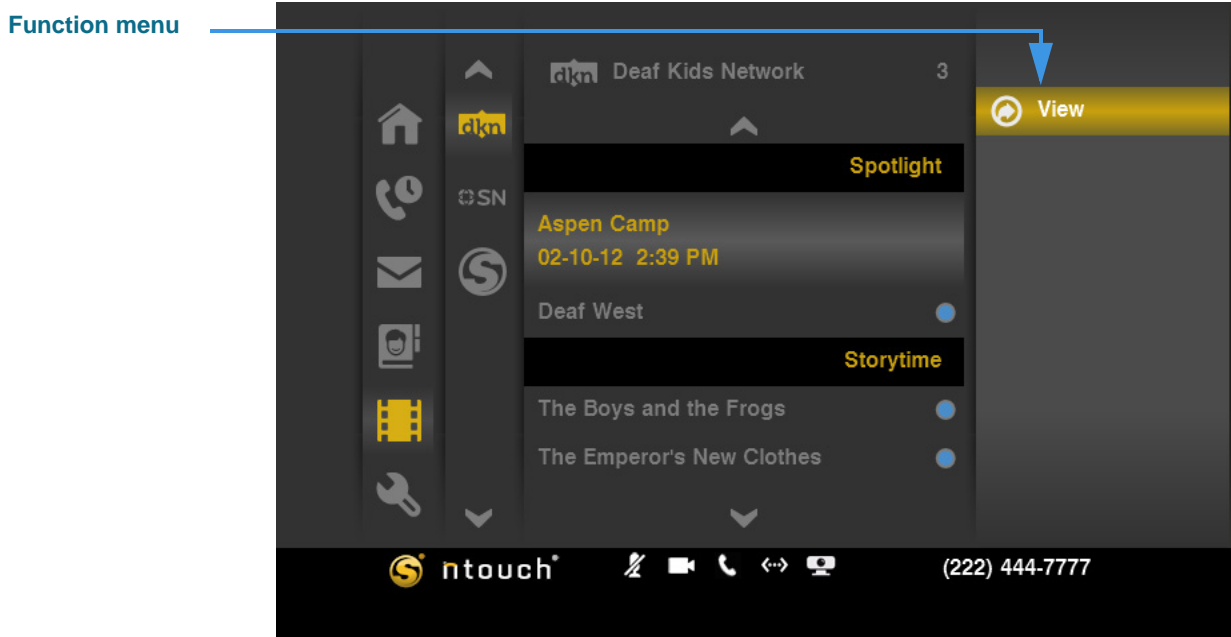 Function menu
dkn Deaf Kids Network 3
View
dkn
Spotlight
SN
Aspen Camp
02-10-12 2:39 PM
S
Deaf West
Storytime
The Boys and the Frogs
The Emperor's New Clothes
S ntouch® (222) 444-7777